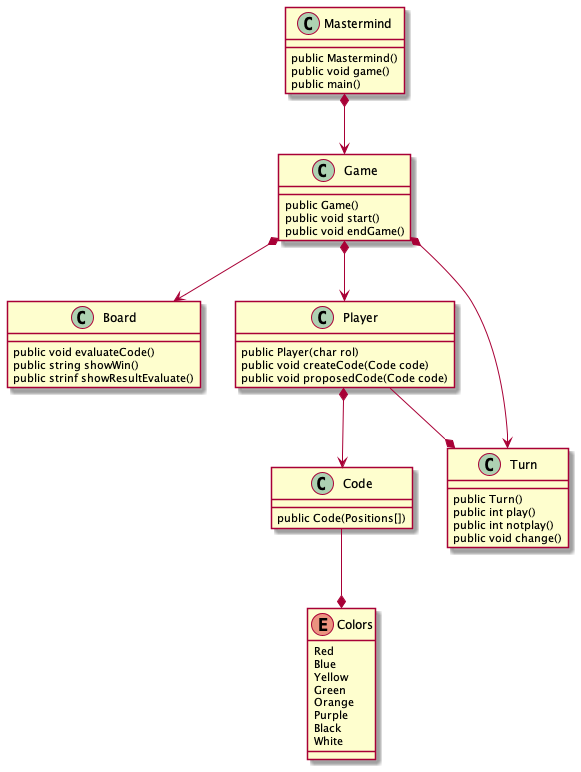 C Mastermind
public Mastermind()
public void game()
public main()
C Game
public Game()
public void start()
public void endGame()
C Board
public void evaluateCode()
public string showWin()
public strinf showResultEvaluate()
C Player
public Player(char rol)
public void createCode(Code code)
public void proposedCode(Code code)
C Code
public Code(Positions[])
C Turn
public Turn()
public int play()
public int notplay()
public void change()
E Colors
Red
Blue
Yellow
Green
Orange
Purple
Black
White